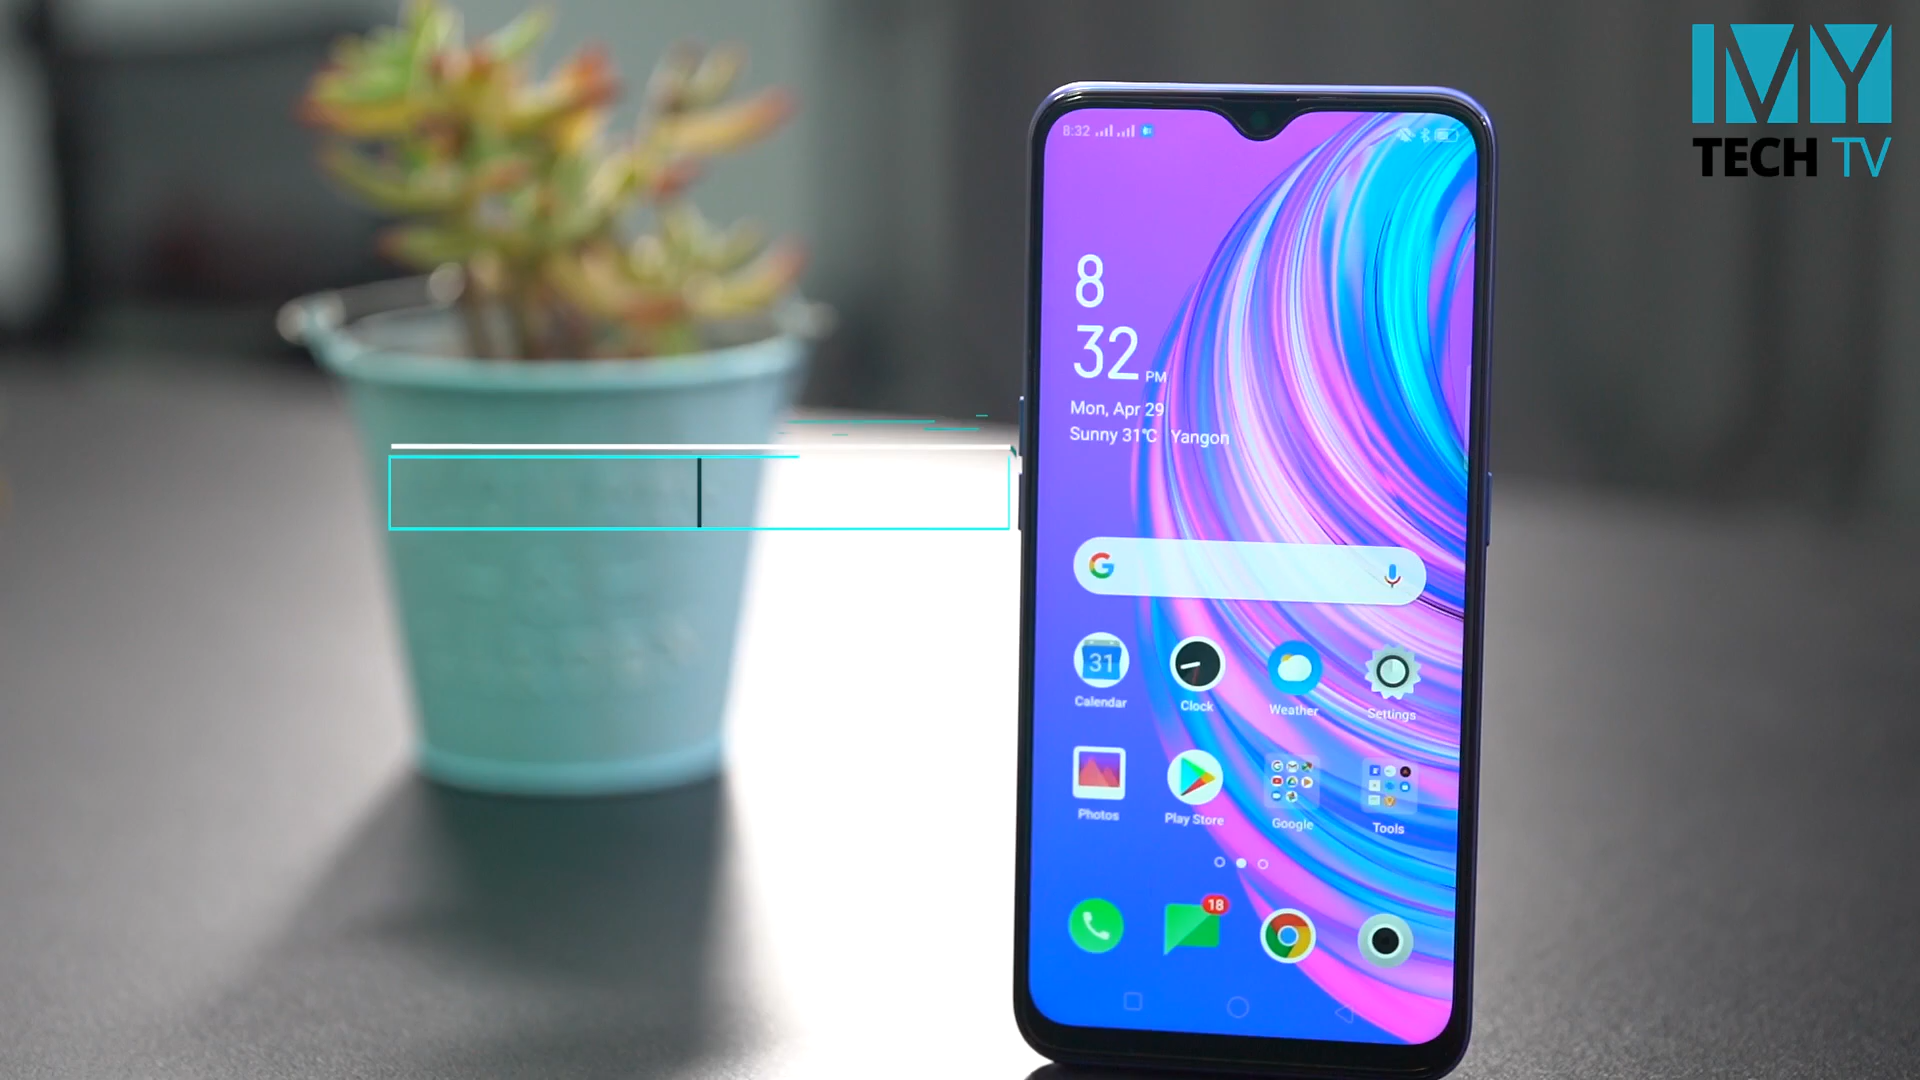 MY
TECH TV
8:32
8
32 PM
Mon, Apr 29
Sunny 31°C Yangon
31
Calendar
Clock
Weather
Settings
Photos
Play Store
Google
Tools
18